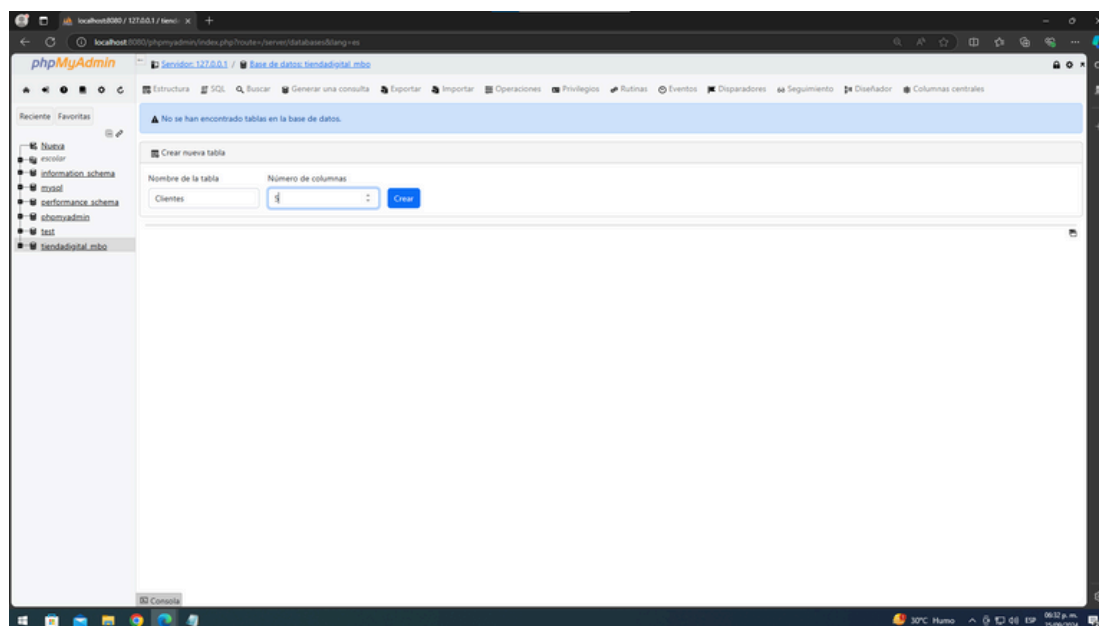 localhost:8080 / 127.0.0.1 / tiend
localhost:8080/phpmyadmin/index.php?route=/server/databases&lang=es
phpMyAdmin
Servidor: 127.0.0.1 / Base de datos: tiendadigital_mbo
Estructura SQL Buscar Generar una consulta Exportar Importar Operaciones Privilegios Rutinas Eventos Disparadores Seguimiento Diseñador Columnas centrales
Reciente Favoritas
No se han encontrado tablas en la base de datos.
Nueva
escolar
information_schema
mysql
performance_schema
phpmyadmin
test
tiendadigital_mbo
Crear nueva tabla
Nombre de la tabla Número de columnas
Clientes 5 Crear
Consola
30°C Humo ESP 06:32 p. m.